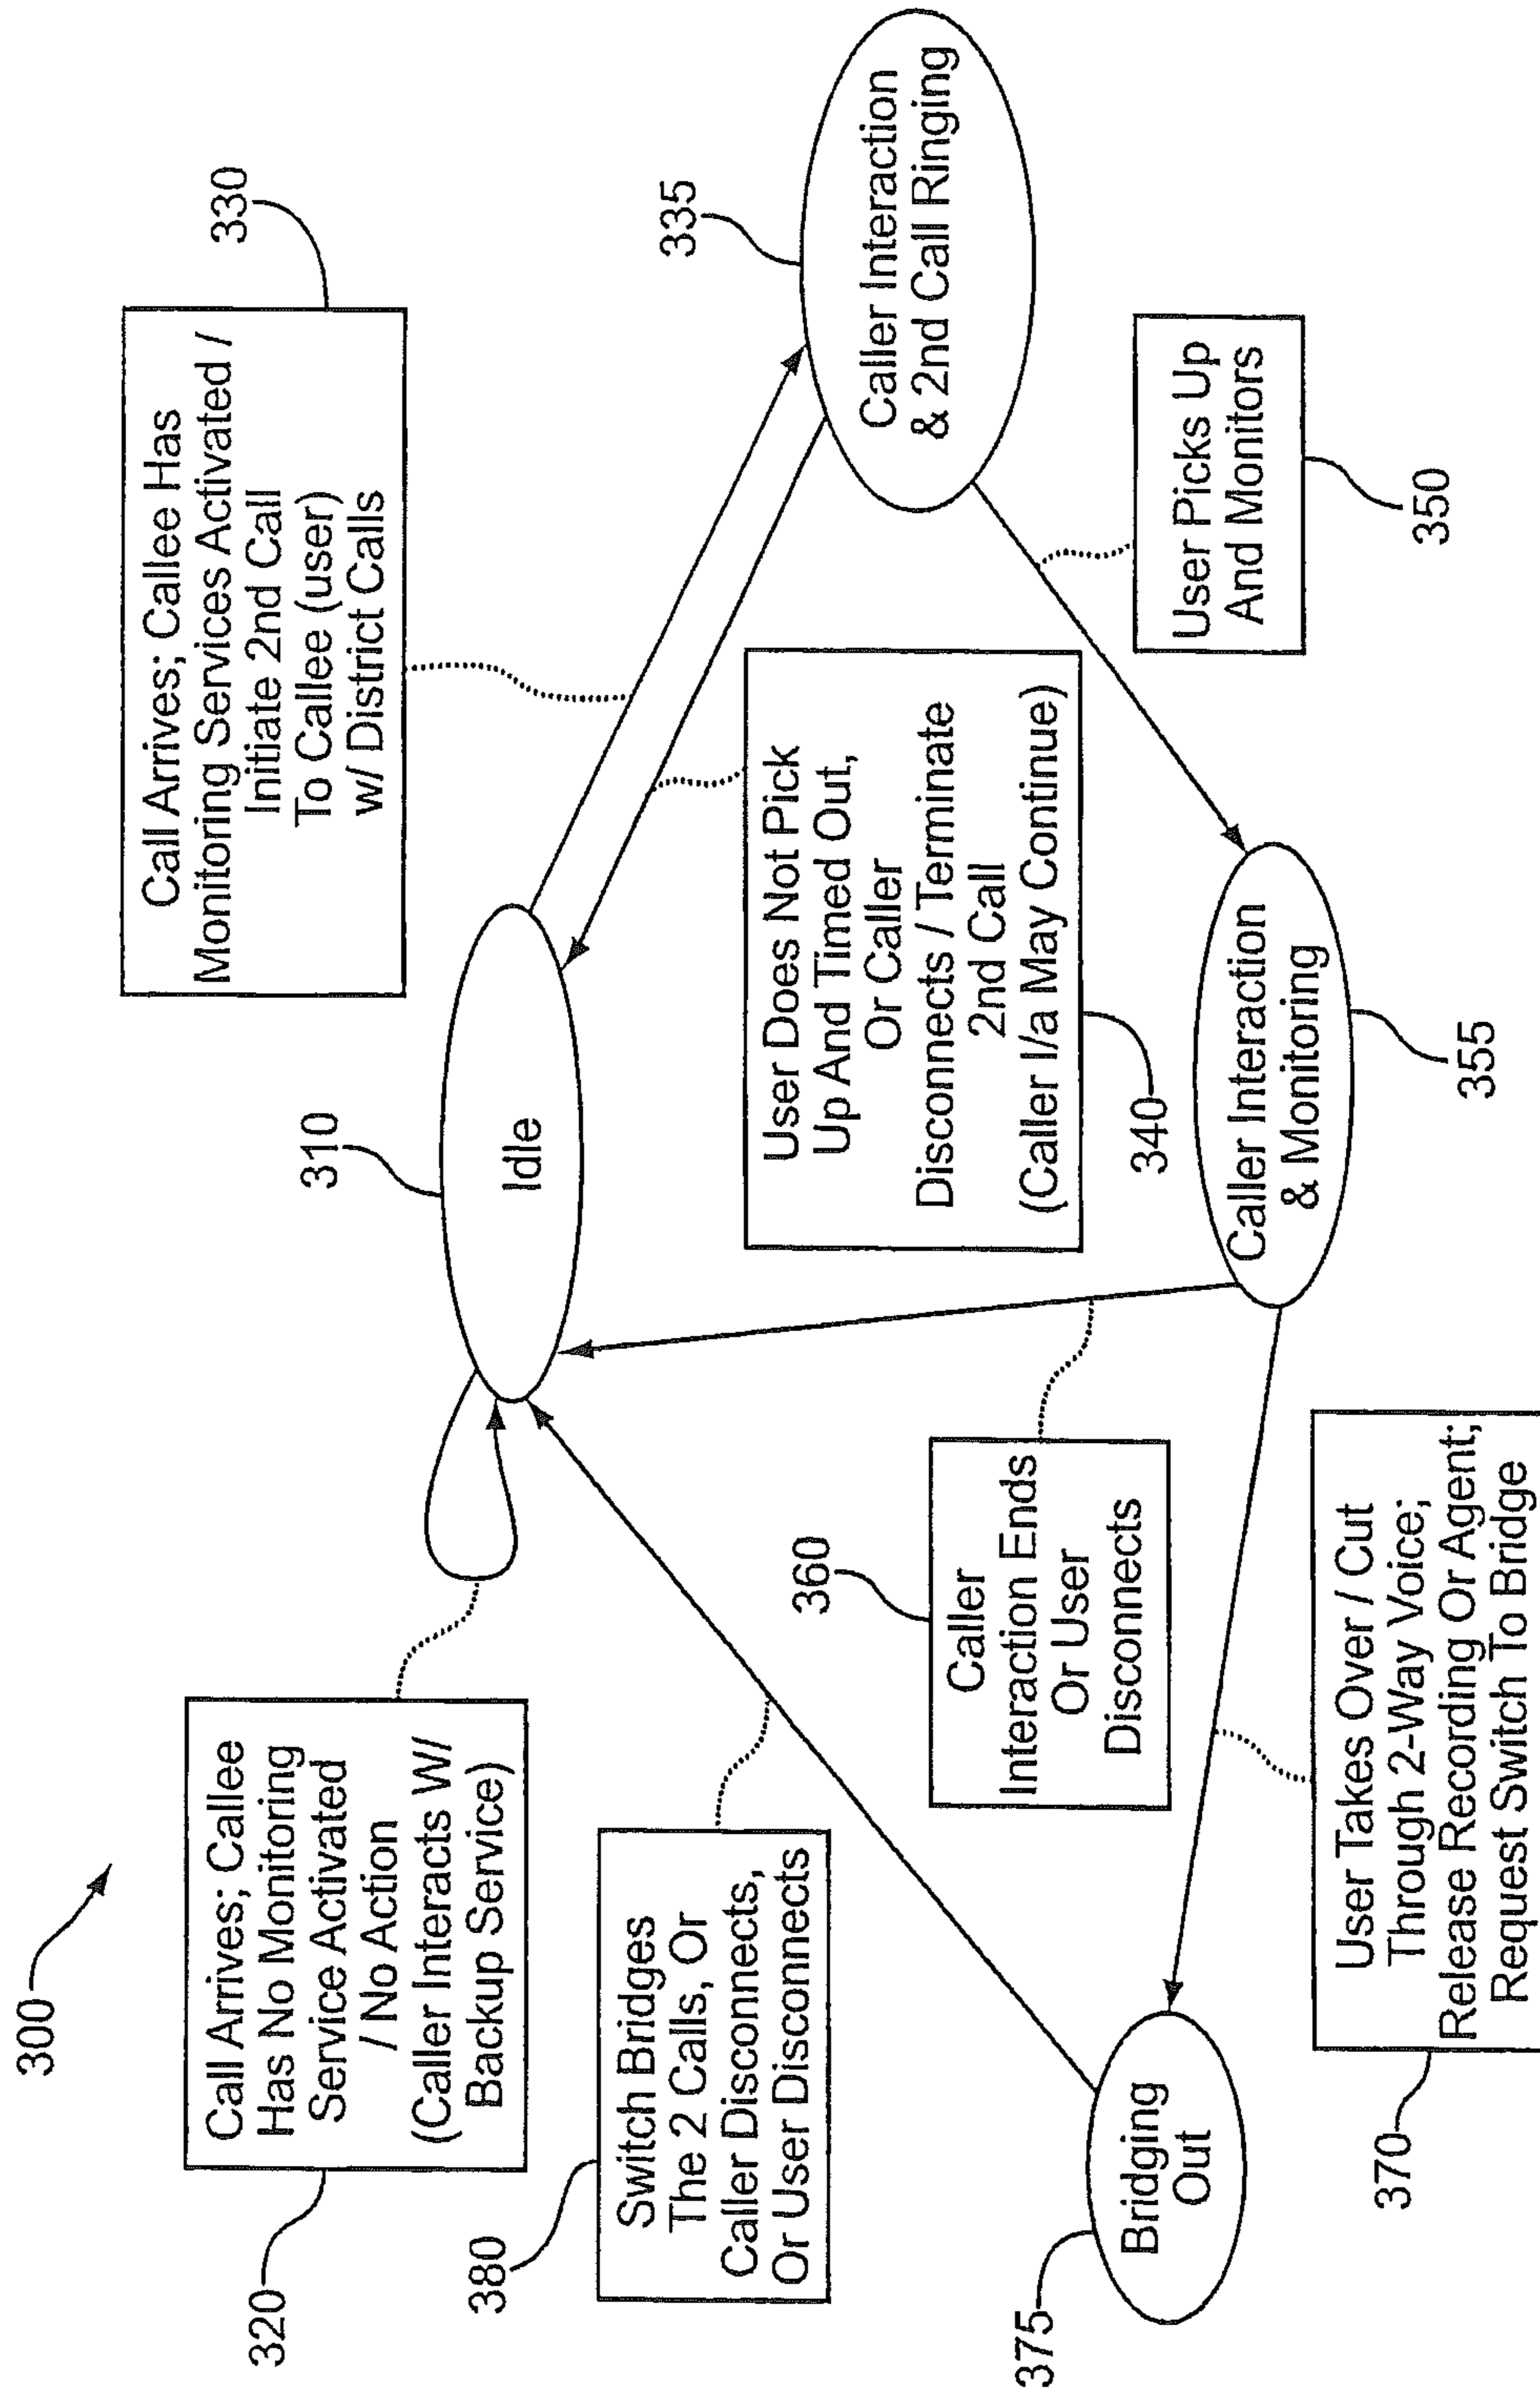 300
320
Call Arrives; Callee
Has No Monitoring
Service Activated
/ No Action
(Caller Interacts W/
Backup Service)
310
Idle
330
Call Arrives; Callee Has
Monitoring Services Activated /
Initiate 2nd Call
To Callee (user)
w/ District Calls
380
Switch Bridges
The 2 Calls, Or
Caller Disconnects,
Or User Disconnects
335
Caller Interaction
& 2nd Call Ringing
User Does Not Pick
Up And Timed Out,
Or Caller
Disconnects / Terminate
2nd Call
(Caller I/a May Continue)
340
360
Caller
Interaction Ends
Or User
Disconnects
375
Bridging
Out
Caller Interaction
& Monitoring
355
User Picks Up
And Monitors
350
370
User Takes Over / Cut
Through 2-Way Voice;
Release Recording Or Agent;
Request Switch To Bridge